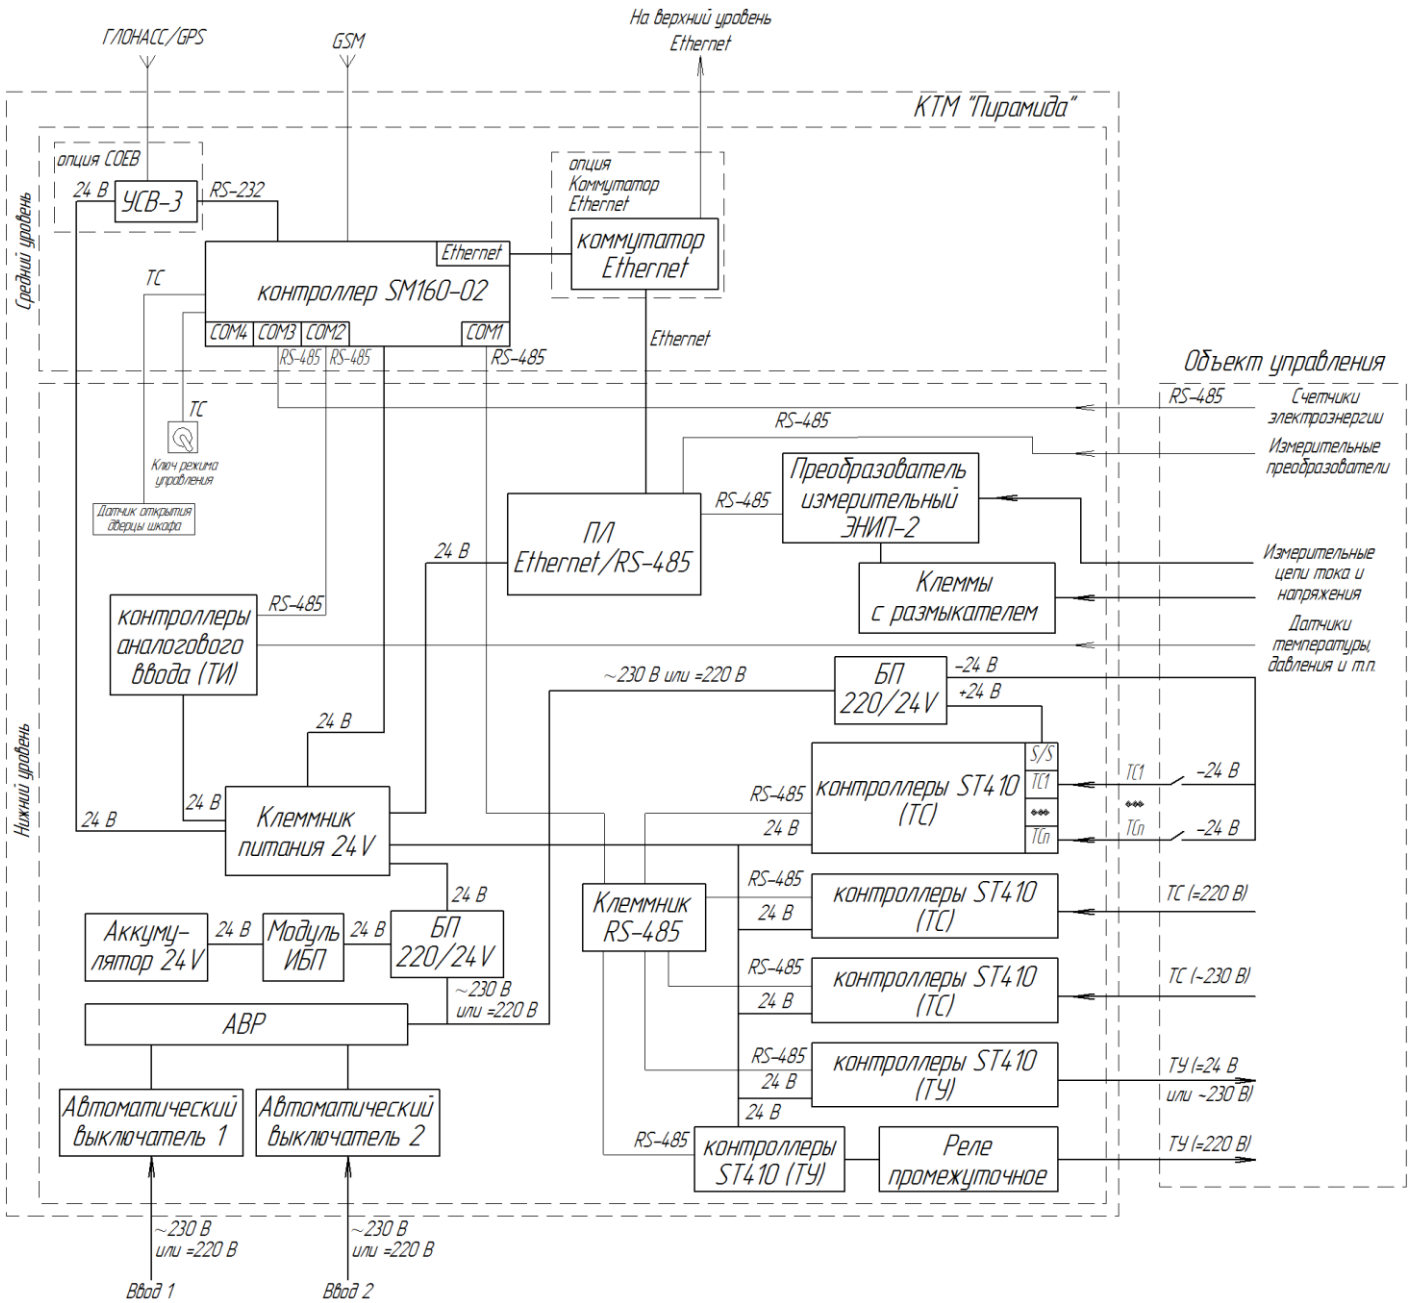 На верхний уровень
Ethernet
ГЛОНАСС/GPS
GSM
КТМ "Пирамида"
Средний уровень
опция СОЕВ
24 В
УСВ-3
RS-232
опция
Коммутатор
Ethernet
коммутатор
Ethernet
Ethernet
контроллер SM160-02
COM4
COM3
COM2
COM1
ТС
RS-485
RS-485
RS-485
Ethernet
Объект управления
Нижний уровень
ТС
Ключ режима
управления
Датчик открытия
дверцы шкафа
RS-485
Счетчики
электроэнергии
RS-485
Измерительные
преобразователи
Преобразователь
измерительный
ЭНИП-2
RS-485
ПЛ
Ethernet/RS-485
24 В
Измерительные
цепи тока и
напряжения
Клеммы
с размыкателем
контроллеры
аналогового
ввода (ТИ)
RS-485
Датчики
температуры,
давления и т.п.
~230 В или =220 В
БП
220/24V
-24 В
+24 В
24 В
контроллеры ST410
(ТС)
S/S
ТС1
ТСn
RS-485
24 В
ТС1
-24 В
ТСn
-24 В
Клеммник
питания 24V
24 В
24 В
24 В
Аккуму-
лятор 24V
24 В
Модуль
ИБП
24 В
БП
220/24V
~230 В
или =220 В
Клеммник
RS-485
RS-485
24 В
контроллеры ST410
(ТС)
ТС (=220 В)
RS-485
24 В
контроллеры ST410
(ТС)
ТС (~230 В)
АВР
RS-485
24 В
контроллеры ST410
(ТУ)
ТУ (=24 В
или ~230 В)
Автоматический
выключатель 1
Автоматический
выключатель 2
24 В
RS-485
контроллеры
ST410 (ТУ)
Реле
промежуточное
ТУ (=220 В)
~230 В
или =220 В
~230 В
или =220 В
Ввод 1
Ввод 2